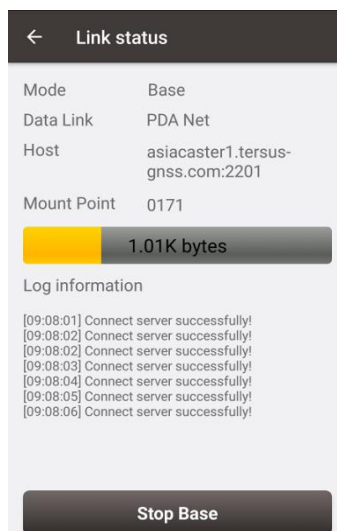 Link status
Mode Base
Data Link PDA Net
Host asiacaster1.tersus-
gnss.com:2201
Mount Point 0171
1.01K bytes
Log information
[09:08:01] Connect server successfully!
[09:08:02] Connect server successfully!
[09:08:02] Connect server successfully!
[09:08:03] Connect server successfully!
[09:08:04] Connect server successfully!
[09:08:05] Connect server successfully!
[09:08:06] Connect server successfully!
Stop Base